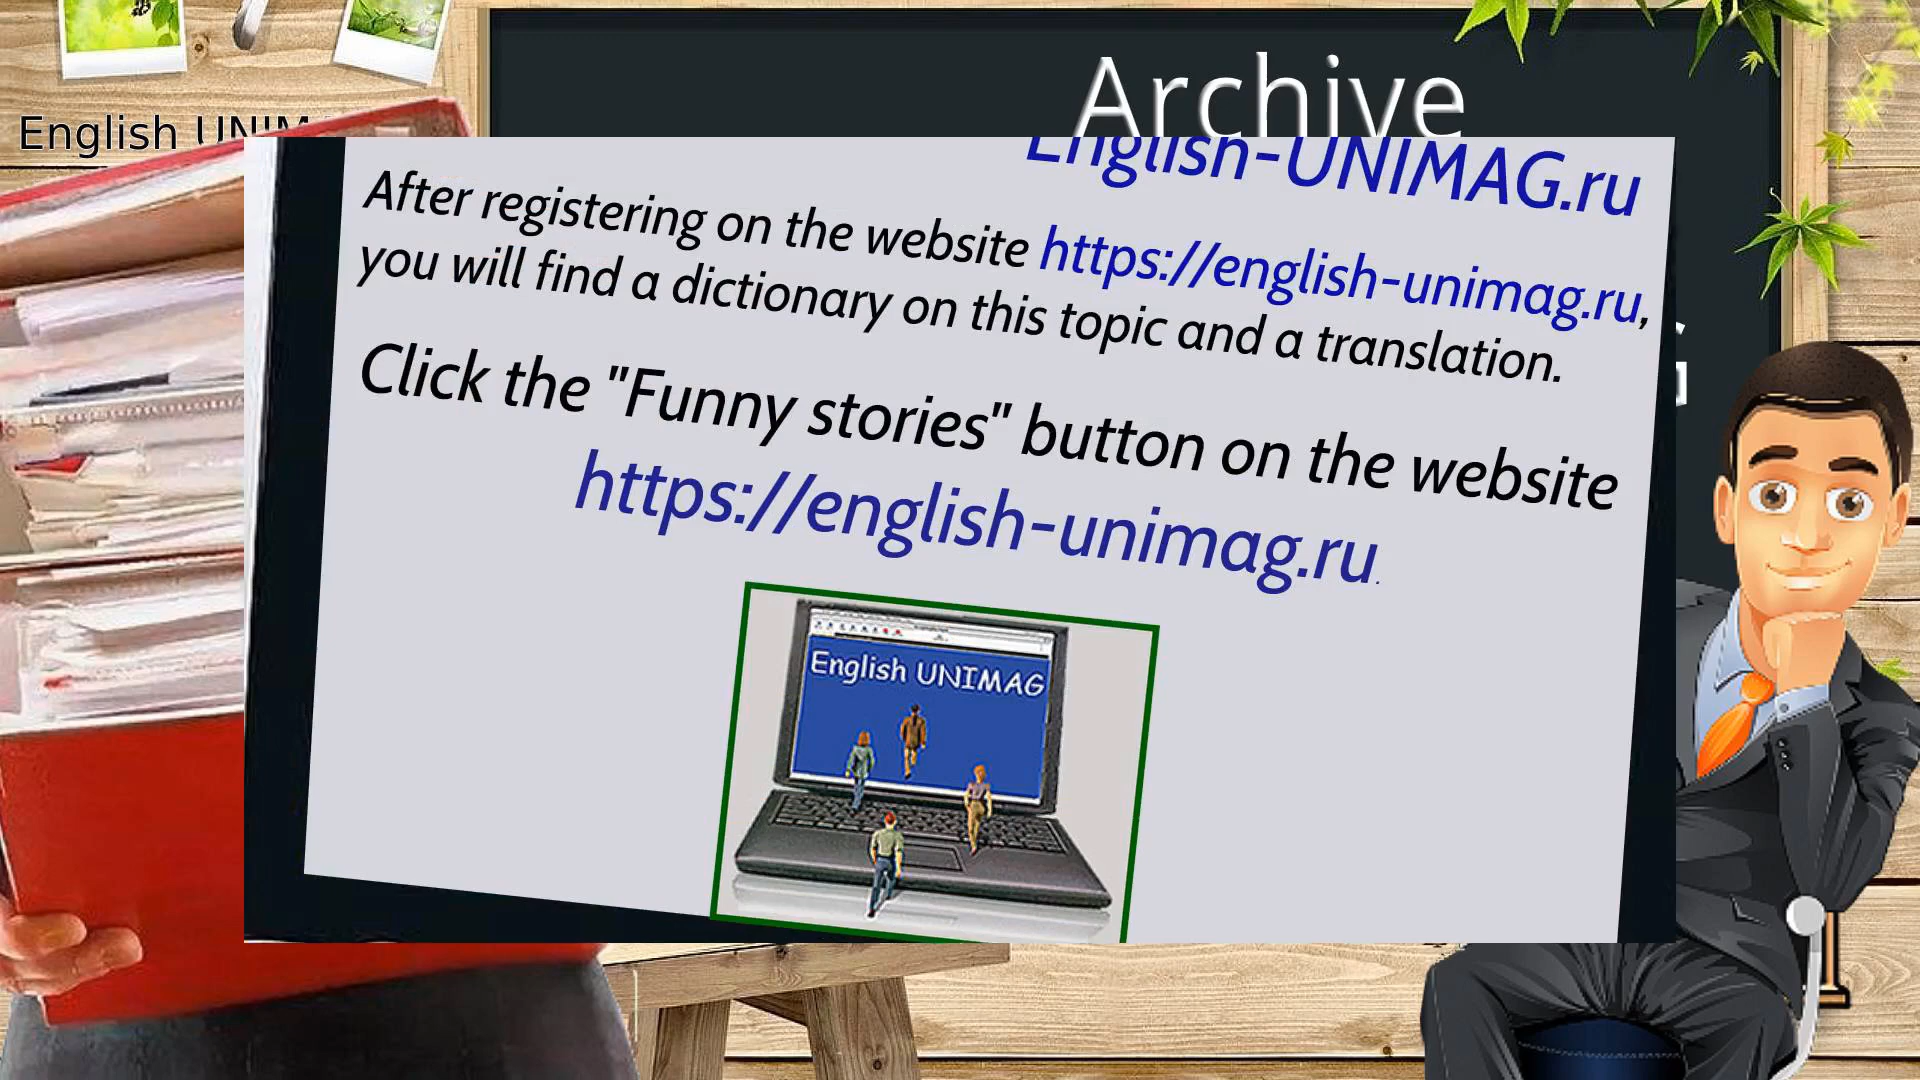 Archive
English
English-UNIMAG.ru
After registering on the website https://english-unimag.ru,
you will find a dictionary on this topic and a translation.
Click the "Funny stories" button on the website
https://english-unimag.ru.
English UNIMAG